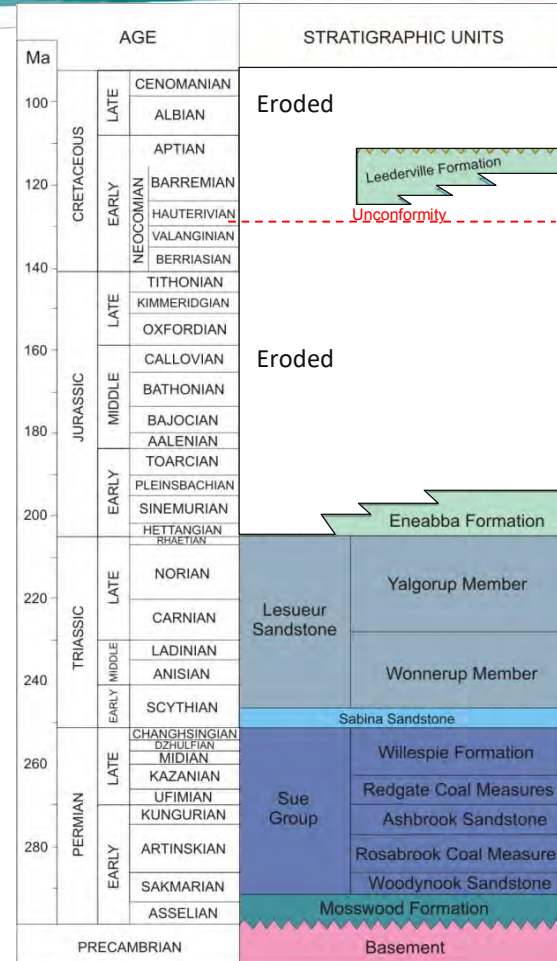 AGE
STRATIGRAPHIC UNITS
Ma
100
120
140
160
180
200
220
240
260
280
CRETACEOUS
LATE
CENOMANIAN
ALBIAN
EARLY
APTIAN
NEOCOMIAN
BARREMIAN
HAUTERIVIAN
VALANGINIAN
BERRIASIAN
JURASSIC
LATE
TITHONIAN
KIMMERIDGIAN
OXFORDIAN
MIDDLE
CALLOVIAN
BATHONIAN
BAJOCIAN
AALENIAN
EARLY
TOARCIAN
PLEINSBACHIAN
SINEMURIAN
HETTANGIAN
TRIASSIC
LATE
RHAETIAN
NORIAN
CARNIAN
MIDDLE
LADINIAN
ANISIAN
EARLY
SCYTHIAN
PERMIAN
LATE
CHANGHSINGIAN
DZHULFIAN
MIDIAN
KAZANIAN
UFIMIAN
EARLY
KUNGURIAN
ARTINSKIAN
SAKMARIAN
ASSELIAN
PRECAMBRIAN
Eroded
Leederville Formation
Unconformity
Eroded
Eneabba Formation
Lesueur
Sandstone
Yalgorup Member
Wonnerup Member
Sabina Sandstone
Sue
Group
Willespie Formation
Redgate Coal Measures
Ashbrook Sandstone
Rosabrook Coal Measure
Woodynook Sandstone
Mosswood Formation
Basement